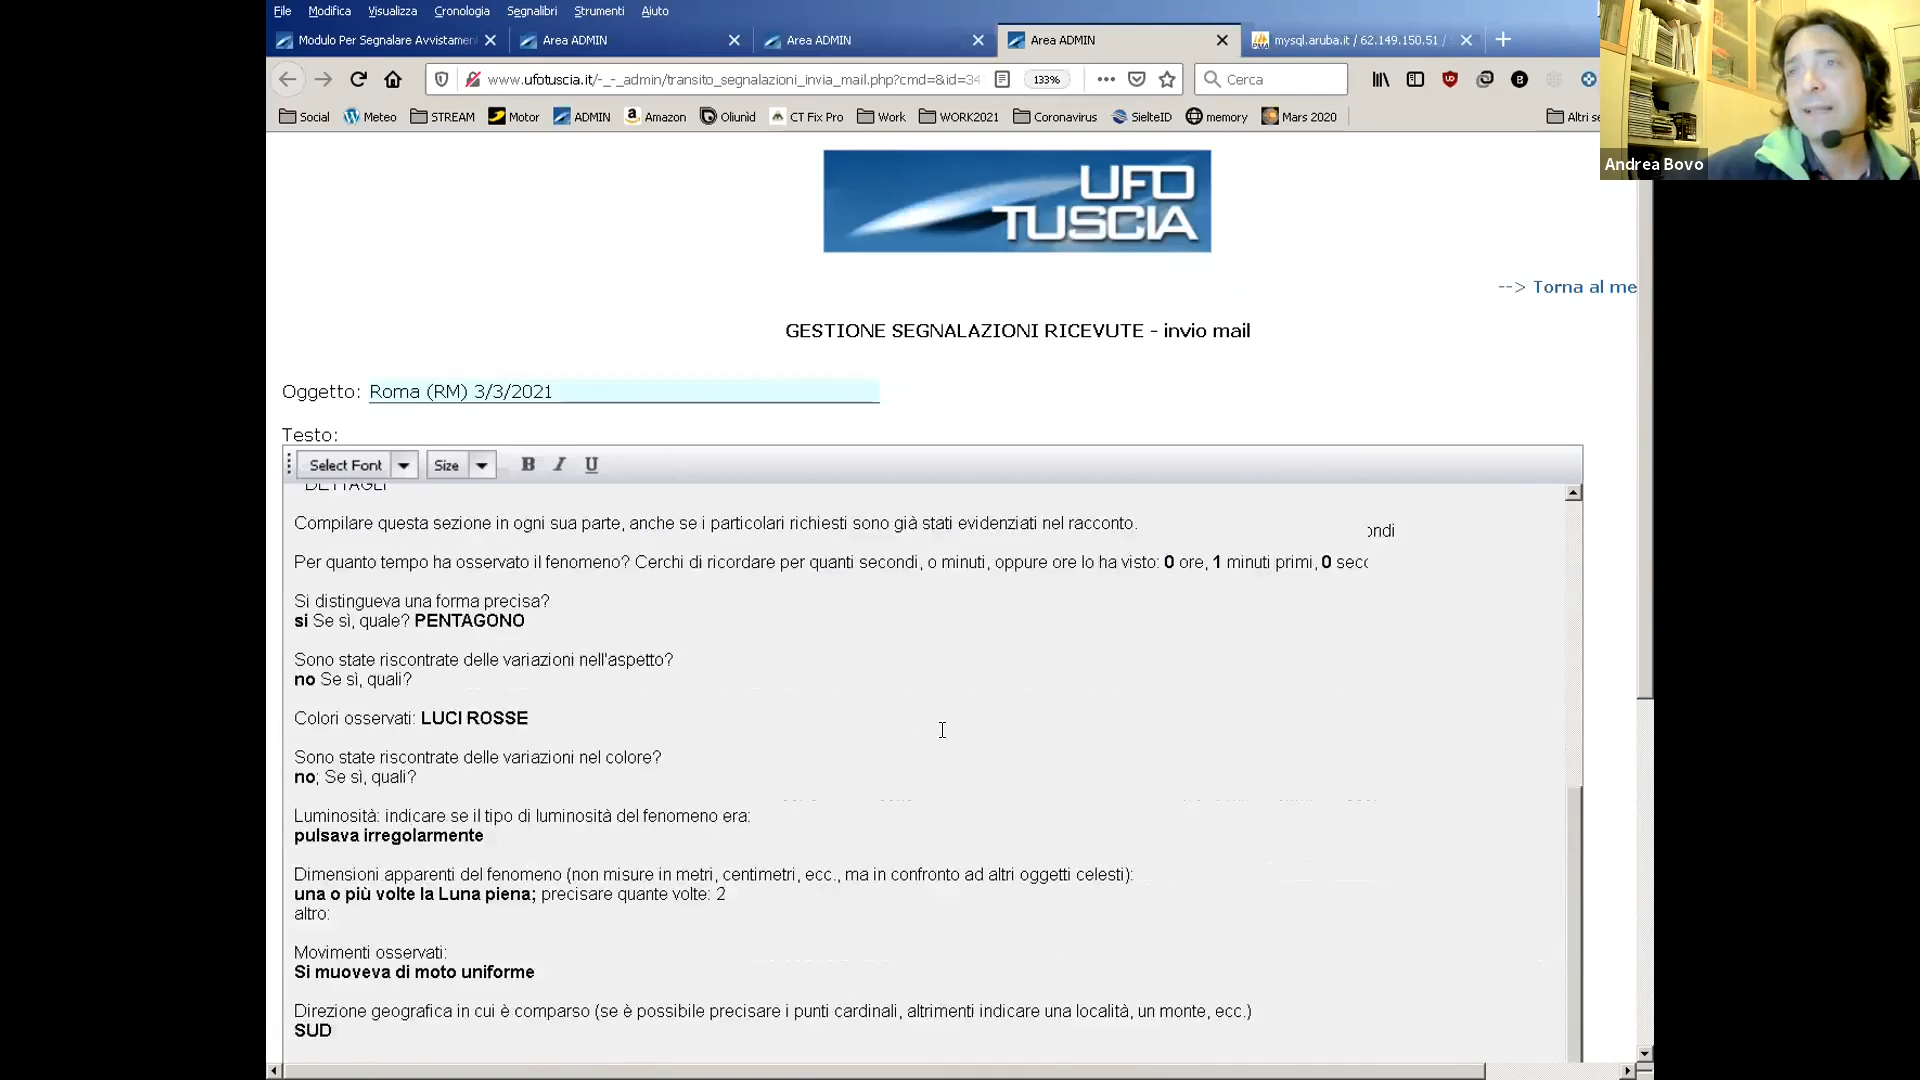 File Modifica Visualizza Cronologia Segnalibri Strumenti Aiuto
Modulo Per Segnalare Avvistamen
Area ADMIN
Area ADMIN
Area ADMIN
mysql.aruba.it / 62.149.150.51 /
www.ufotuscia.it/-_-_admin/transito_segnalazioni_invia_mail.php?cmd=&id=34
133%
Cerca
Social Meteo STREAM Motor ADMIN Amazon Oliunìd CT Fix Pro Work WORK2021 Coronavirus SielteID memory Mars 2020 Altri se
Andrea Bovo
UFO
TUSCIA
--> Torna al me
GESTIONE SEGNALAZIONI RICEVUTE - invio mail
Oggetto: Roma (RM) 3/3/2021
Testo:
Select Font Size B I U
DETTAGLI
Compilare questa sezione in ogni sua parte, anche se i particolari richiesti sono già stati evidenziati nel racconto.
ondi
Per quanto tempo ha osservato il fenomeno? Cerchi di ricordare per quanti secondi, o minuti, oppure ore lo ha visto: 0 ore, 1 minuti primi, 0 secc
Si distingueva una forma precisa?
si Se sì, quale? PENTAGONO
Sono state riscontrate delle variazioni nell'aspetto?
no Se sì, quali?
Colori osservati: LUCI ROSSE
Sono state riscontrate delle variazioni nel colore?
no; Se sì, quali?
Luminosità: indicare se il tipo di luminosità del fenomeno era:
pulsava irregolarmente
Dimensioni apparenti del fenomeno (non misure in metri, centimetri, ecc., ma in confronto ad altri oggetti celesti):
una o più volte la Luna piena; precisare quante volte: 2
altro:
Movimenti osservati:
Si muoveva di moto uniforme
Direzione geografica in cui è comparso (se è possibile precisare i punti cardinali, altrimenti indicare una località, un monte, ecc.)
SUD